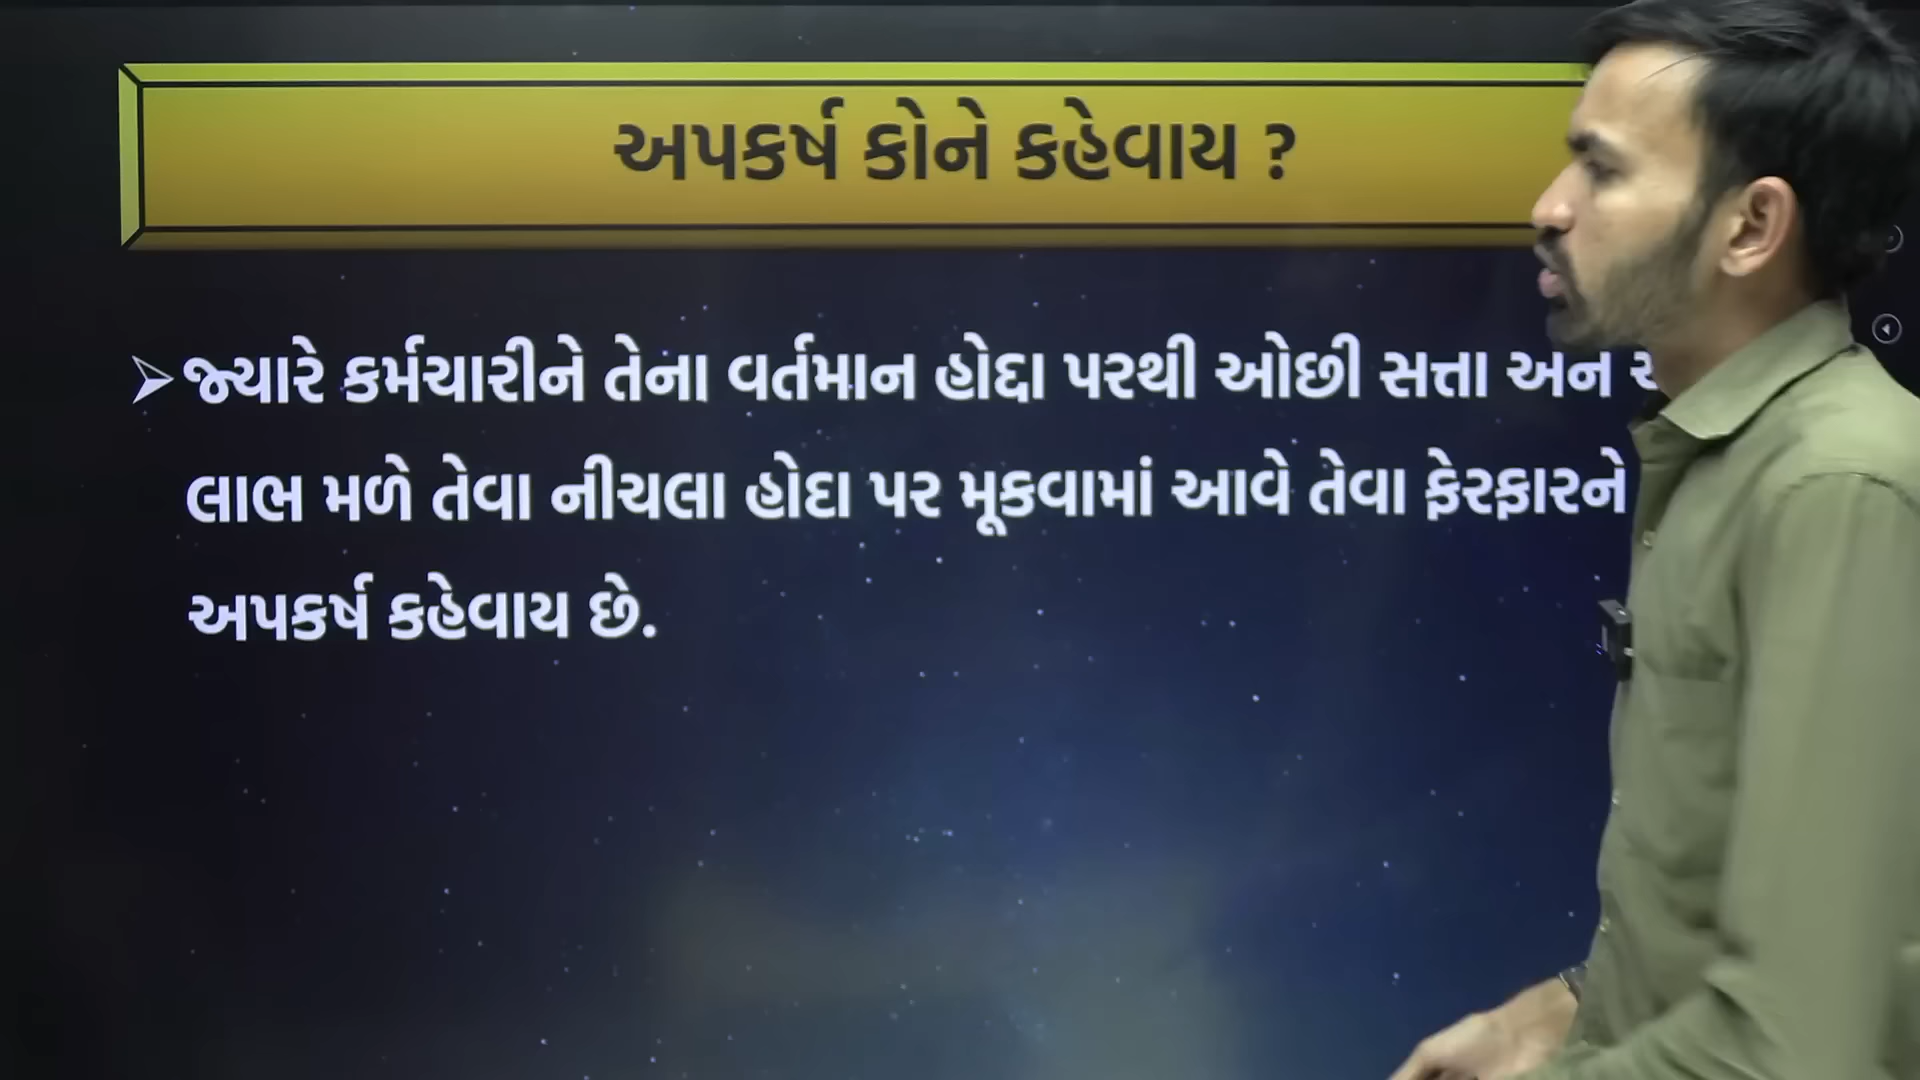 અપકર્ષ કોને કહેવાય ?
➢ જ્યારે કર્મચારીને તેના વર્તમાન હોદ્દા પરથી ઓછી સત્તા અન
લાભ મળે તેવા નીચલા હોદા પર મૂકવામાં આવે તેવા ફેરફારને
અપકર્ષ કહેવાય છે.